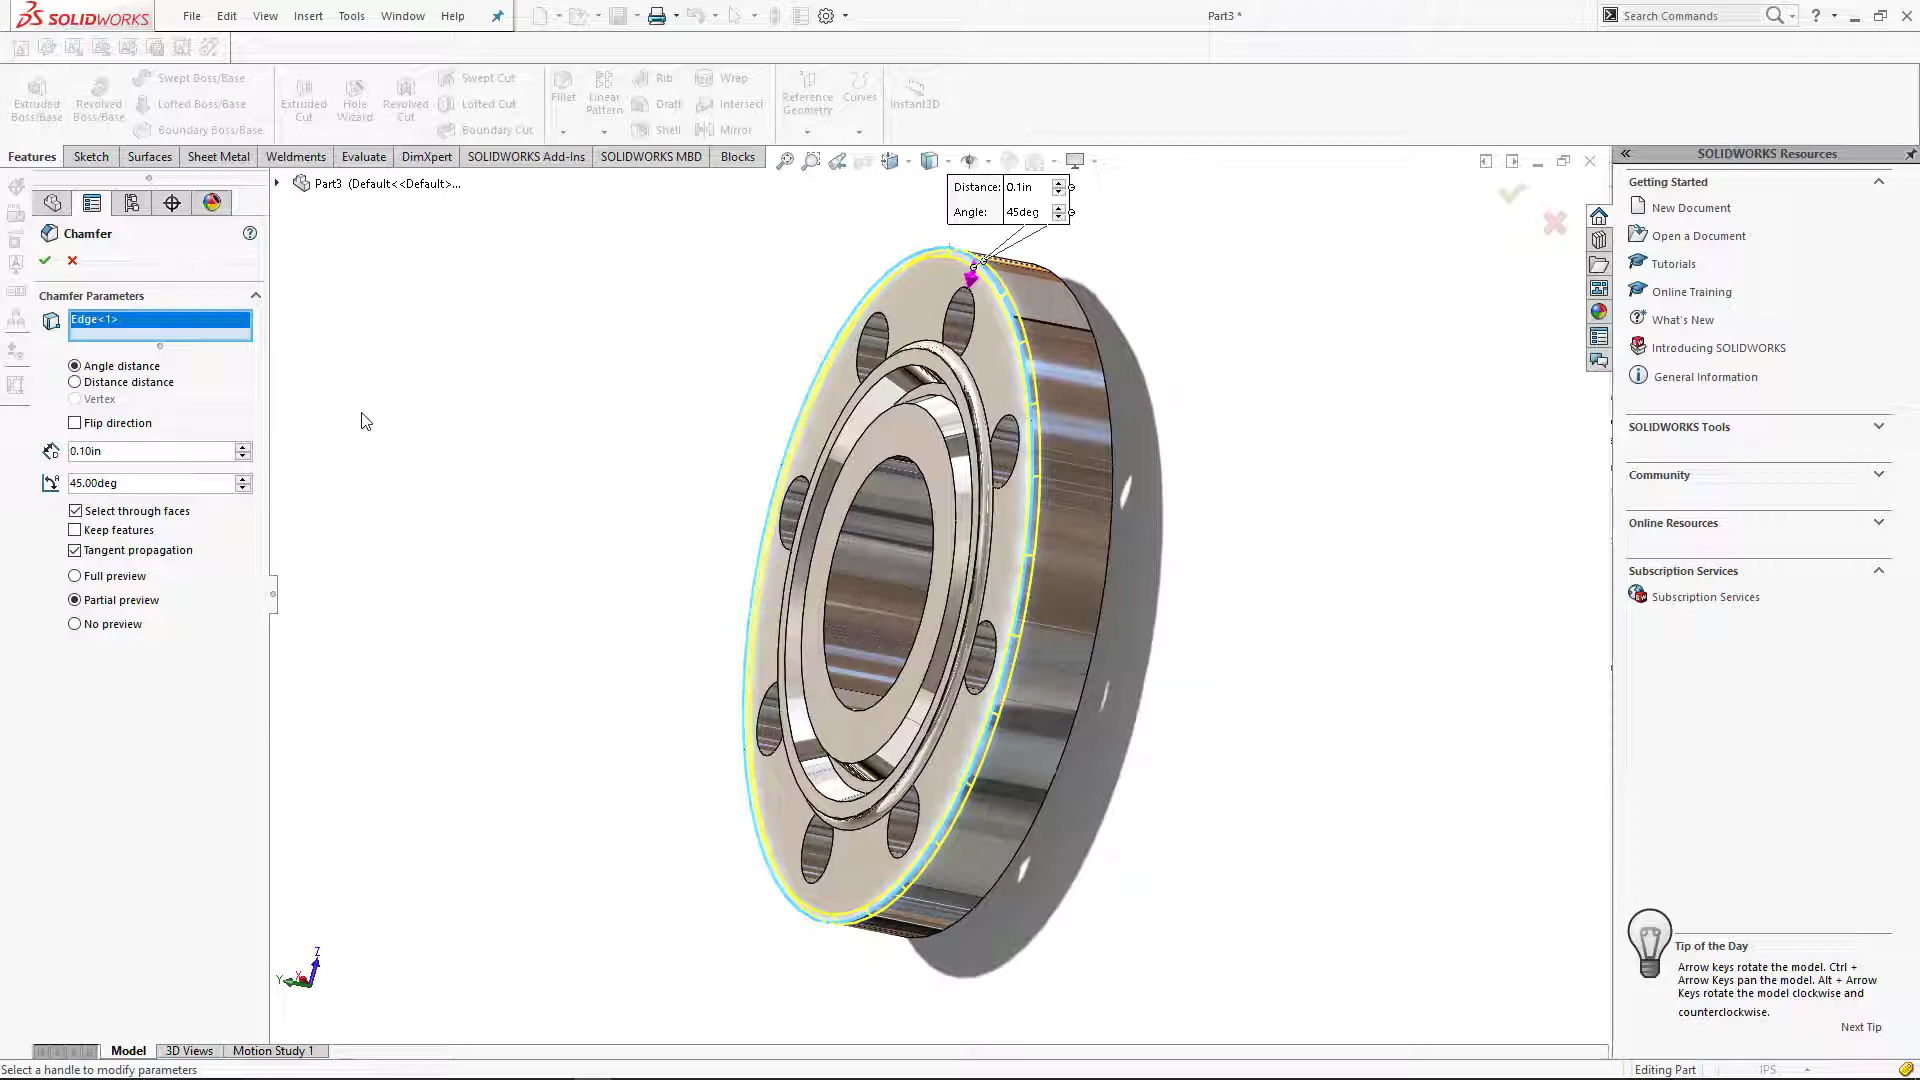 SOLIDWORKS
File Edit View Insert Tools Window Help
Part3 *
Search Commands
Extruded Boss/Base
Revolved Boss/Base
Swept Boss/Base
Lofted Boss/Base
Boundary Boss/Base
Extruded Cut
Hole Wizard
Revolved Cut
Swept Cut
Lofted Cut
Boundary Cut
Fillet
Linear Pattern
Rib
Draft
Shell
Wrap
Intersect
Mirror
Reference Geometry
Curves
Instant3D
Features Sketch Surfaces Sheet Metal Weldments Evaluate DimXpert SOLIDWORKS Add-Ins SOLIDWORKS MBD Blocks
Part3 (Default<<Default>...
Chamfer
Chamfer Parameters
Edge<1>
Angle distance
Distance distance
Vertex
Flip direction
0.10in
45.00deg
Select through faces
Keep features
Tangent propagation
Full preview
Partial preview
No preview
Distance: 0.1in
Angle: 45deg
Z
Y
X
SOLIDWORKS Resources
Getting Started
New Document
Open a Document
Tutorials
Online Training
What's New
Introducing SOLIDWORKS
General Information
SOLIDWORKS Tools
Community
Online Resources
Subscription Services
Subscription Services
Tip of the Day
Arrow keys rotate the model. Ctrl +
Arrow Keys pan the model. Alt + Arrow
Keys rotate the model clockwise and
counterclockwise.
Next Tip
Model 3D Views Motion Study 1
Select a handle to modify parameters
Editing Part IPS